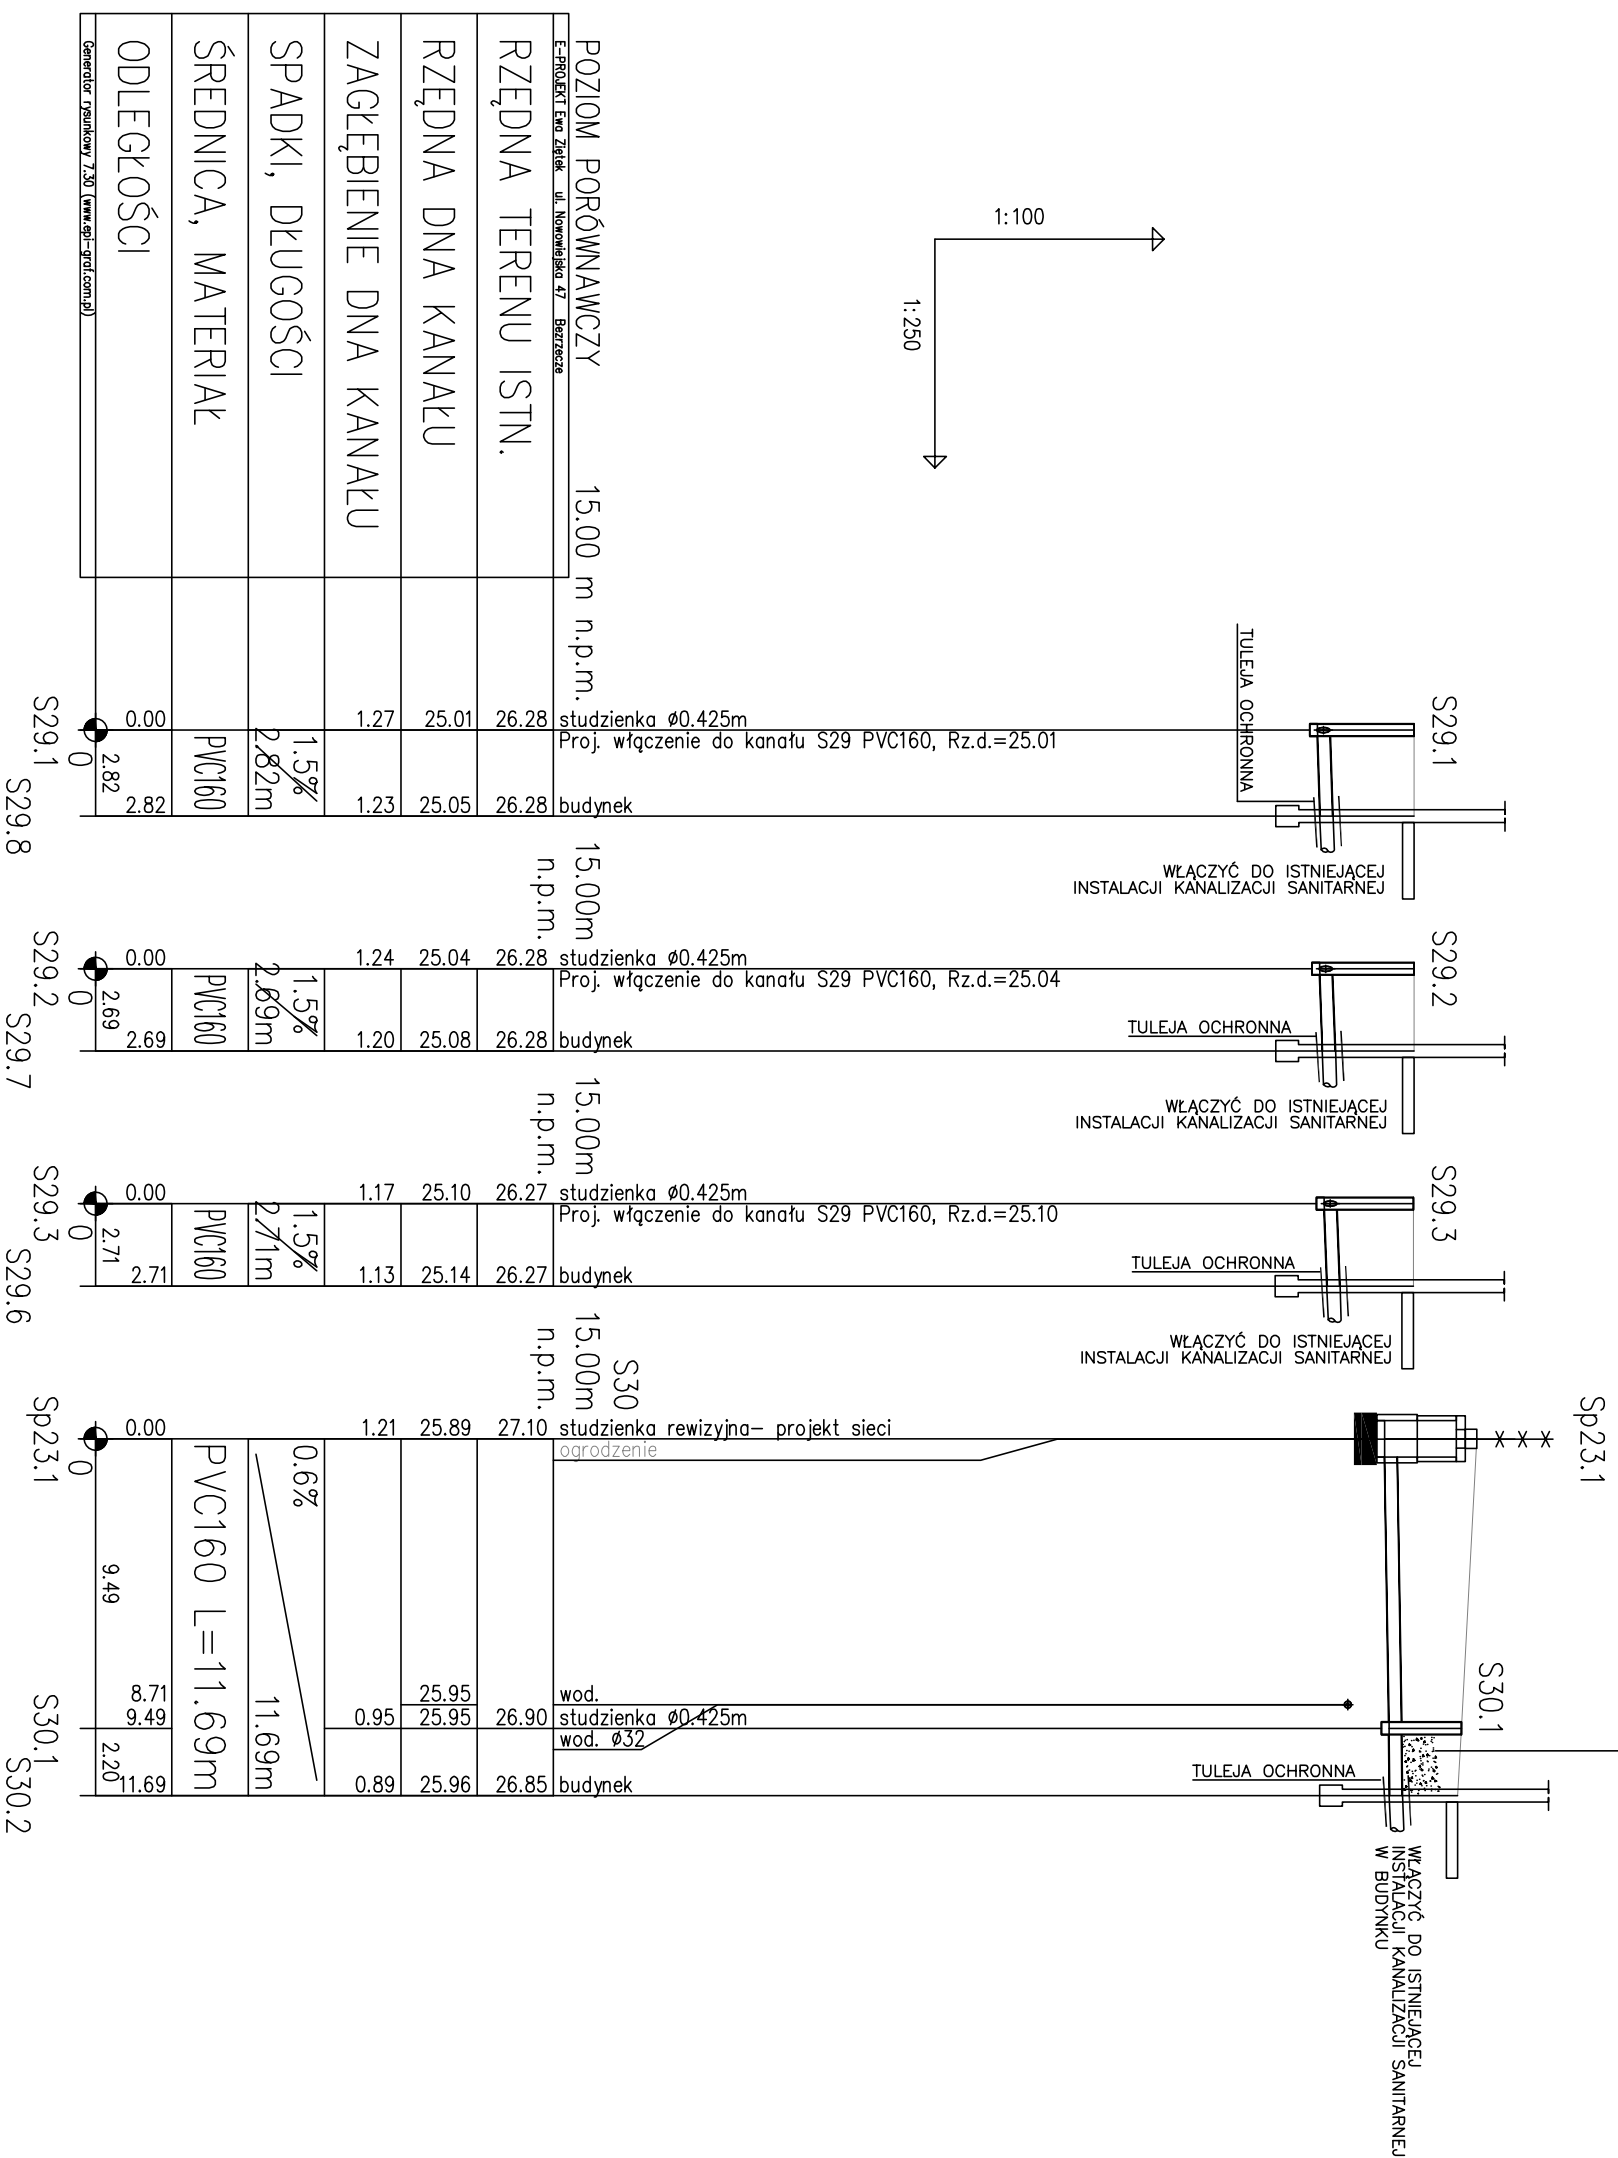 1:100
1:250
POZIOM PORÓWNAWCZY 15.00 m n.p.m.
E-PROJEKT Ewa Ziętek ul. Nowowiejska 47 Bezrzecze
RZĘDNA TERENU ISTN.
RZĘDNA DNA KANAŁU
ZAGŁĘBIENIE DNA KANAŁU
SPADKI, DŁUGOŚCI
ŚREDNICA, MATERIAŁ
ODLEGŁOŚCI
Generator rysunkowy 7.30 (www.epi-graf.com.pl)
S29.1
TULEJA OCHRONNA
WŁĄCZYĆ DO ISTNIEJĄCEJ
INSTALACJI KANALIZACJI SANITARNEJ
0.00 1.27 25.01 26.28 studzienka ø0.425m
Proj. włączenie do kanału S29 PVC160, Rz.d.=25.01
1.5%
2.82m
PVC160
2.82
2.82 1.23 25.05 26.28 budynek
S29.1
0
S29.8
S29.2
15.00m
n.p.m.
TULEJA OCHRONNA
WŁĄCZYĆ DO ISTNIEJĄCEJ
INSTALACJI KANALIZACJI SANITARNEJ
0.00 1.24 25.04 26.28 studzienka ø0.425m
Proj. włączenie do kanału S29 PVC160, Rz.d.=25.04
1.5%
2.69m
PVC160
2.69
2.69 1.20 25.08 26.28 budynek
S29.2
0
S29.7
S29.3
15.00m
n.p.m.
TULEJA OCHRONNA
WŁĄCZYĆ DO ISTNIEJĄCEJ
INSTALACJI KANALIZACJI SANITARNEJ
0.00 1.17 25.10 26.27 studzienka ø0.425m
Proj. włączenie do kanału S29 PVC160, Rz.d.=25.10
1.5%
2.71m
PVC160
2.71
2.71 1.13 25.14 26.27 budynek
S29.3
0
S29.6
Sp23.1
S30.1
S30
15.00m
n.p.m.
0.00 1.21 25.89 27.10 studzienka rewizyjna– projekt sieci
ogrodzenie
0.6%
11.69m
PVC160 L=11.69m
9.49
8.71 25.95 wod.
9.49 0.95 25.95 26.90 studzienka ø0.425m
wod. ø32
2.20
11.69 0.89 25.96 26.85 budynek
TULEJA OCHRONNA
WŁĄCZYĆ DO ISTNIEJĄCEJ
INSTALACJI KANALIZACJI SANITARNEJ
W BUDYNKU
Sp23.1
0
S30.1
S30.2